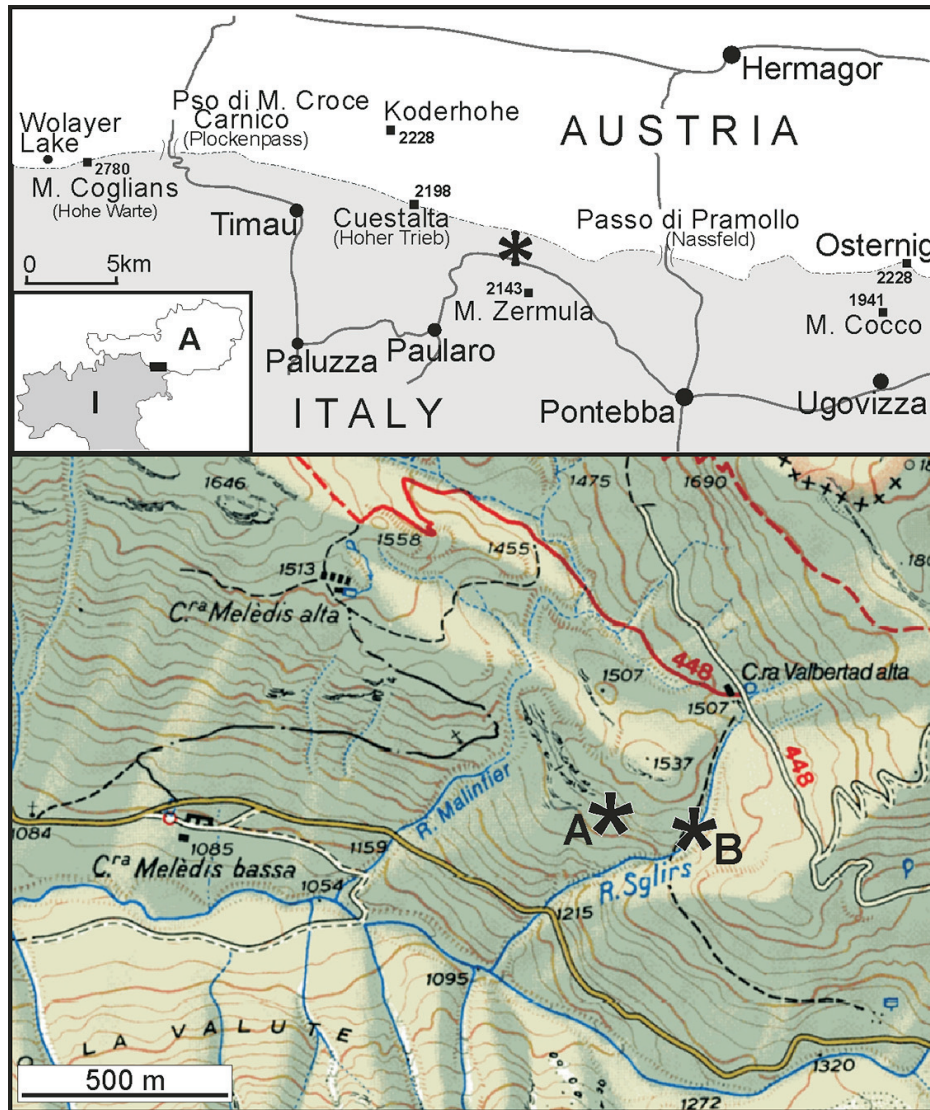 Hermagor
Pso di M. Croce
Carnico
(Plockenpass)
Koderhohe
2228
AUSTRIA
Wolayer
Lake
2780
M. Coglians
(Hohe Warte)
2198
Timau
Cuestalta
(Hoher Trieb)
Passo di Pramollo
(Nassfeld)
Osternig
2228
0 5km
*
2143
M. Zermula
1941
M. Cocco
A
I
Paluzza
Paularo
ITALY
Pontebba
Ugovizza
1646
1475
1690
1558
1455
1513
C.ra Melèdis alta
448
C.ra Valbertad alta
1507
1507
1537
448
R. Malinfier
A *
* B
1084
1085
C.ra Melèdis bassa
1159
1054
R. Sglirs
1215
1095
LA VALUTE
1320
1272
500 m